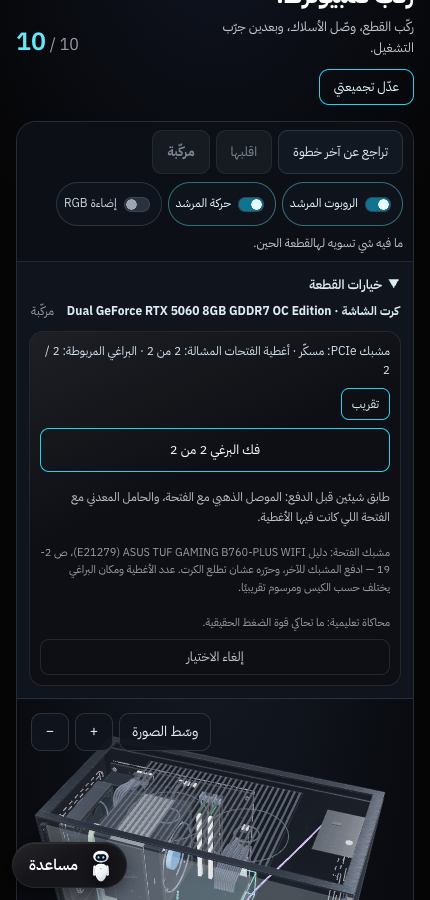 ركّب كمبيوترك.
ركّب القطع، وصّل الأسلاك، وبعدين جرّب
التشغيل.
10 / 10
عدّل تجميعتي
تراجع عن آخر خطوة
اقلبها
مركّبة
الروبوت المرشد
حركة المرشد
إضاءة RGB
ما فيه شي تسويه لهالقطعة الحين.
▼ خيارات القطعة
كرت الشاشة · Dual GeForce RTX 5060 8GB GDDR7 OC Edition
مركّبة
مشبك PCIe: مسكّر · أغطية الفتحات المشالة: 2 من 2 · البراغي المربوطة: 2 /
2
تقريب
فك البرغي 2 من 2
طابق شيئين قبل الدفع: الموصل الذهبي مع الفتحة، والحامل المعدني مع
الفتحة اللي كانت فيها الأغطية.
مشبك الفتحة: دليل ASUS TUF GAMING B760-PLUS WIFI (E21279)، ص 2-
19 — ادفع المشبك للآخر، وحرّره عشان تطلع الكرت. عدد الأغطية ومكان البراغي
يختلف حسب الكيس ومرسوم تقريبيًا.
محاكاة تعليمية: ما تحاكي قوة الضغط الحقيقية.
إلغاء الاختيار
وسّط الصورة
+
−
مساعدة